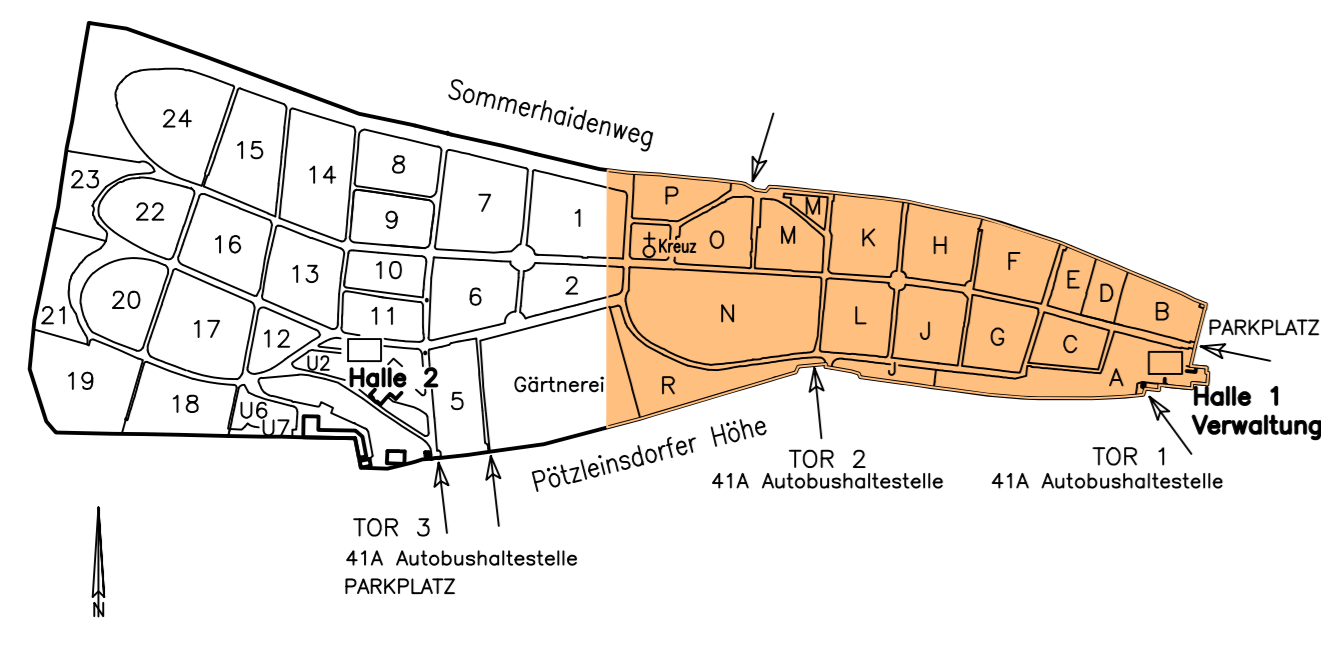 Sommerhaidenweg
24
15
14
8
9
7
1
P
Kreuz
O
M
M
K
H
F
E
D
B
23
22
16
13
10
11
6
2
N
L
J
G
C
A
PARKPLATZ
21
20
17
12
U2
Halle 2
5
Gärtnerei
R
J
Halle 1
Verwaltung
19
18
U6
U7
Pötzleinsdorfer Höhe
TOR 2
41A Autobushaltestelle
TOR 1
41A Autobushaltestelle
TOR 3
41A Autobushaltestelle
PARKPLATZ
N